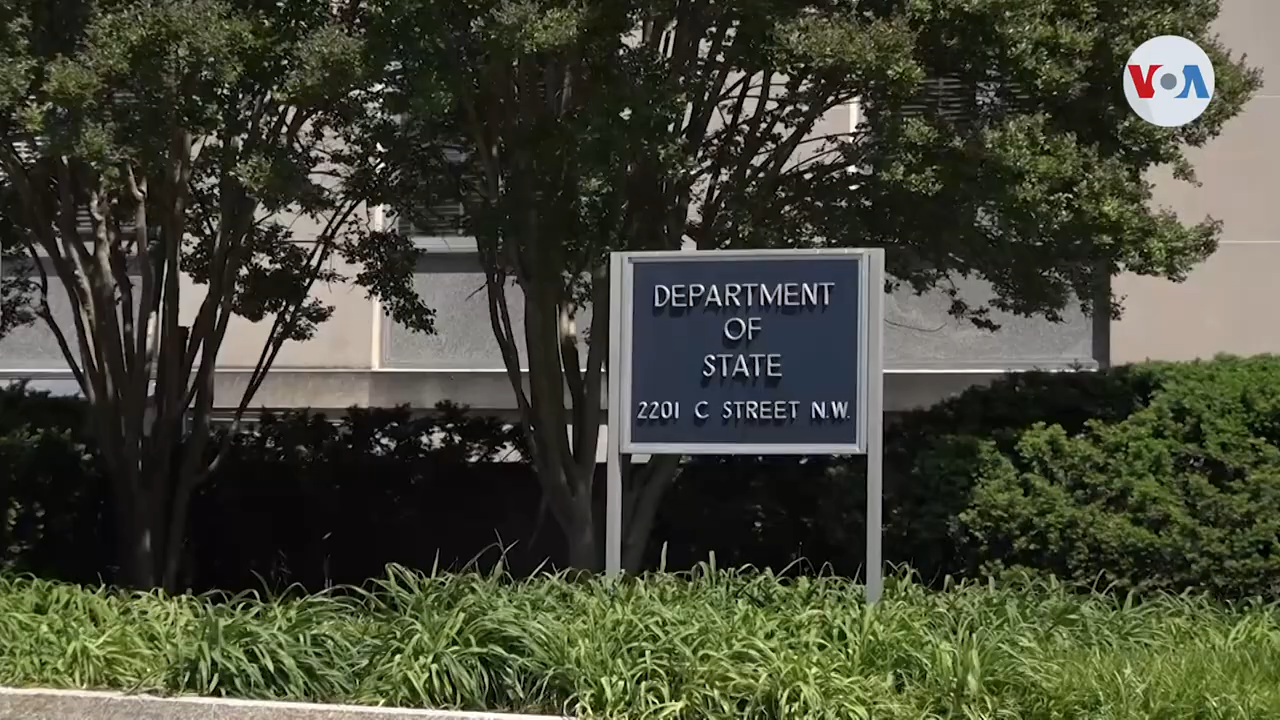 VOA
DEPARTMENT
OF
STATE
2201 C STREET N.W.